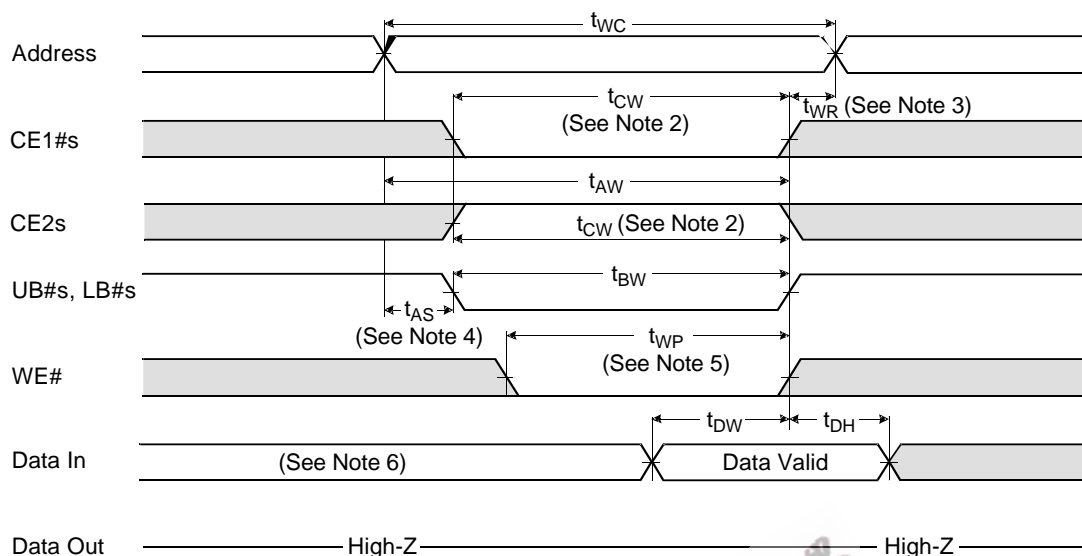 tWC
Address
tCW
tWR (See Note 3)
(See Note 2)
CE1#s
tAW
CE2s
tCW (See Note 2)
tBW
UB#s, LB#s
tAS
(See Note 4)
tWP
(See Note 5)
WE#
tDW
tDH
Data In
(See Note 6)
Data Valid
Data Out
High-Z
High-Z